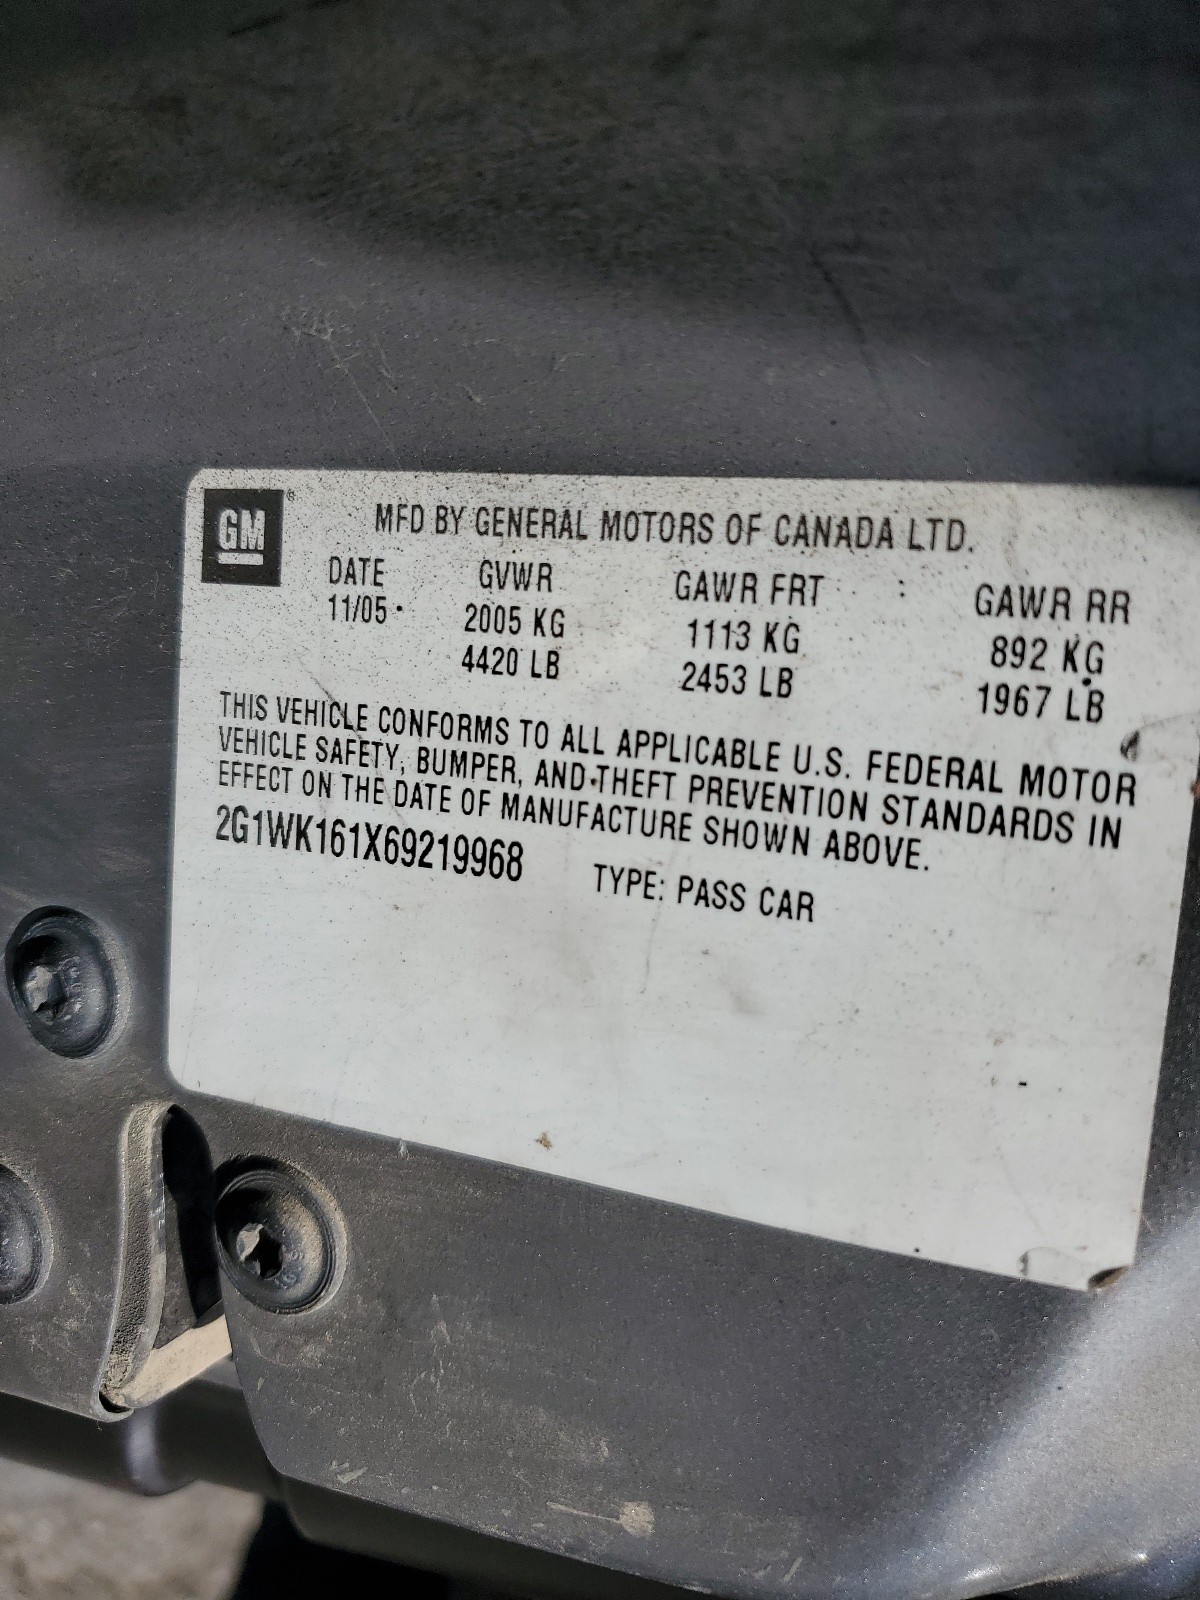 GM®
MFD BY GENERAL MOTORS OF CANADA LTD.
DATE GVWR GAWR FRT GAWR RR
11/05 2005 KG 1113 KG 892 KG
4420 LB 2453 LB 1967 LB
THIS VEHICLE CONFORMS TO ALL APPLICABLE U.S. FEDERAL MOTOR
VEHICLE SAFETY, BUMPER, AND THEFT PREVENTION STANDARDS IN
EFFECT ON THE DATE OF MANUFACTURE SHOWN ABOVE.
2G1WK161X69219968 TYPE: PASS CAR